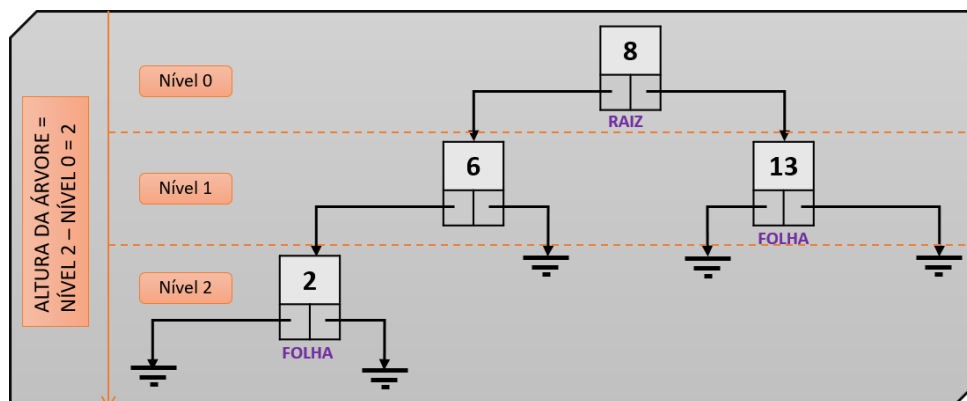 ALTURA DA ÁRVORE =
NÍVEL 2 – NÍVEL 0 = 2
Nível 0
8
RAIZ
Nível 1
6
13
FOLHA
Nível 2
2
FOLHA